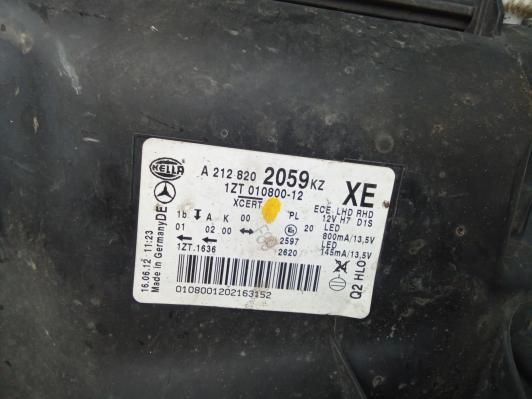 HELLA
A 212 820 2059 KZ XE
1ZT 010800-12
XCERT ECE LHD RHD
1b A K 00 PL 12V H7 D1S
01 02 00 20 LED
800mA/13,5V
2597 LED
1ZT.1636 2620 145mA/13,5V
0108001202163152
Q2 HL03
DE
16.06.12 11:23
Made in Germany